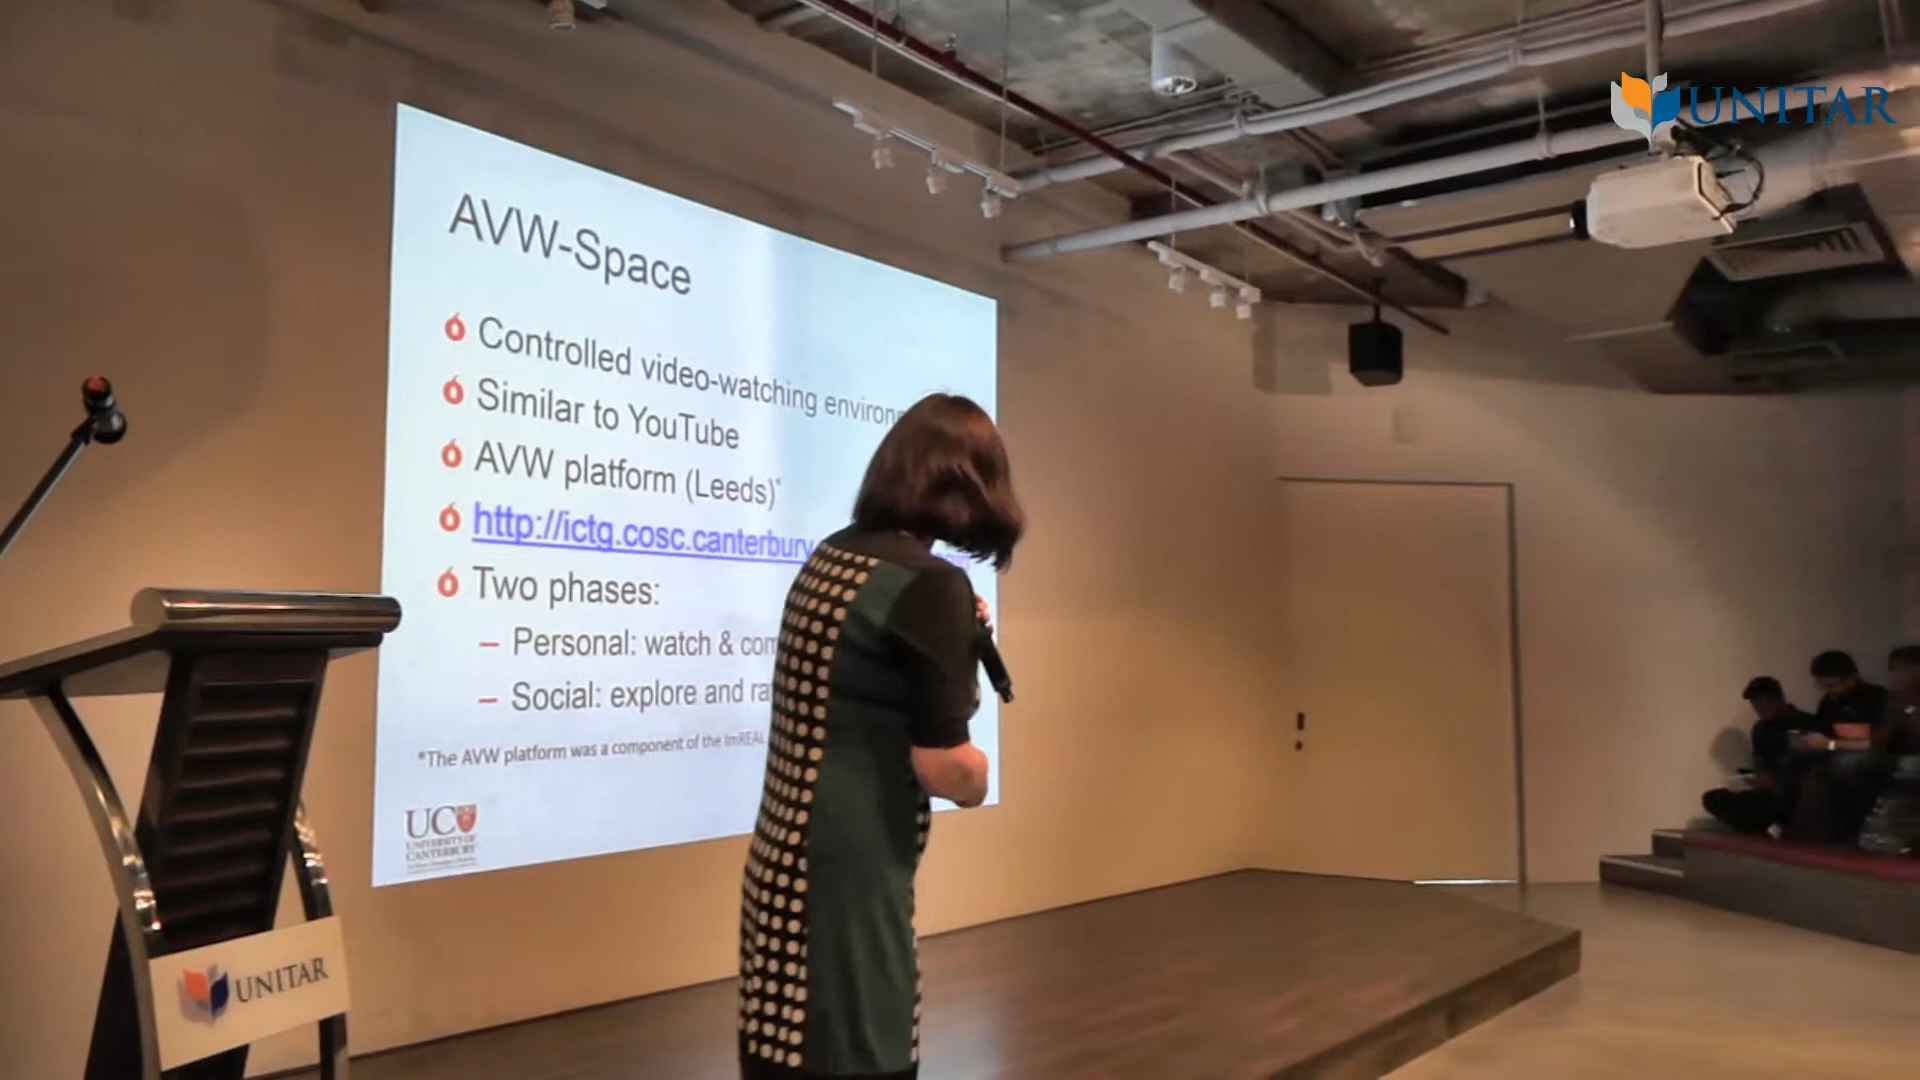 UNITAR
AVW-Space
Controlled video-watching environ
Similar to YouTube
AVW platform (Leeds)*
http://ictg.cosc.canterbury
Two phases:
– Personal: watch & com
– Social: explore and ra
*The AVW platform was a component of the ImREAL
UC
UNIVERSITY OF
CANTERBURY
UNITAR